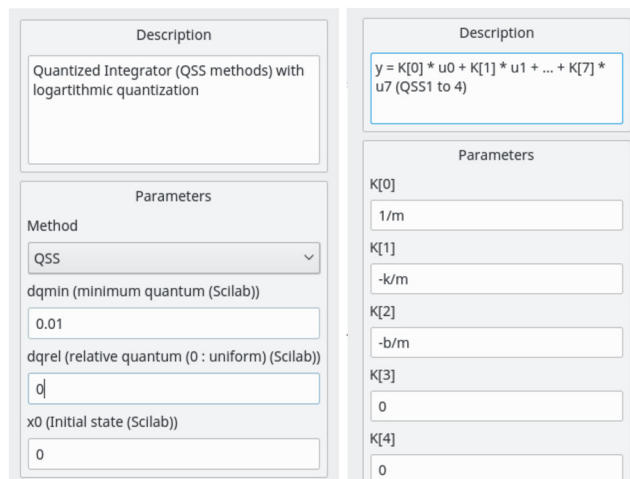 Description
Quantized Integrator (QSS methods) with
logartithmic quantization
Parameters
Method
QSS
dqmin (minimum quantum (Scilab))
0.01
dqrel (relative quantum (0 : uniform) (Scilab))
0
x0 (Initial state (Scilab))
0
Description
y = K[0] * u0 + K[1] * u1 + ... + K[7] *
u7 (QSS1 to 4)
Parameters
K[0]
1/m
K[1]
-k/m
K[2]
-b/m
K[3]
0
K[4]
0